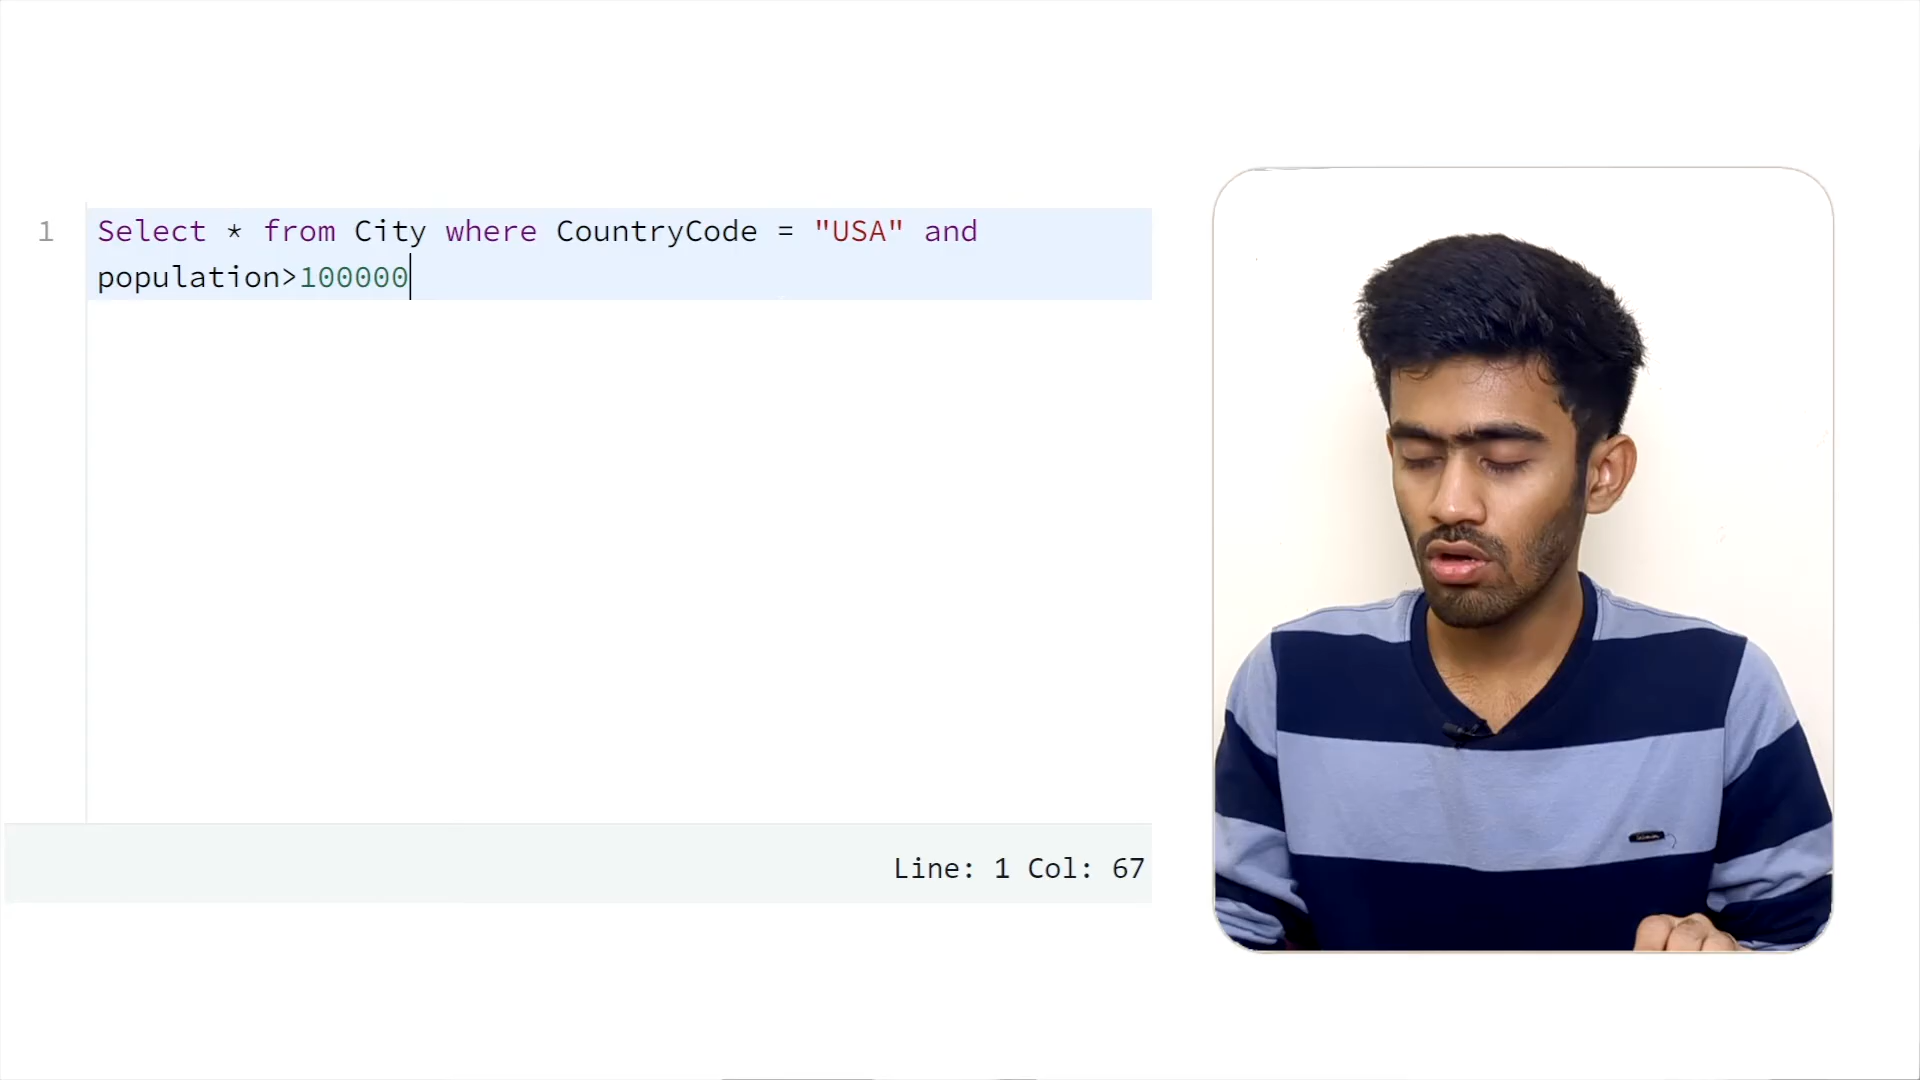 1
Select * from City where CountryCode = "USA" and
population>100000
Line: 1 Col: 67